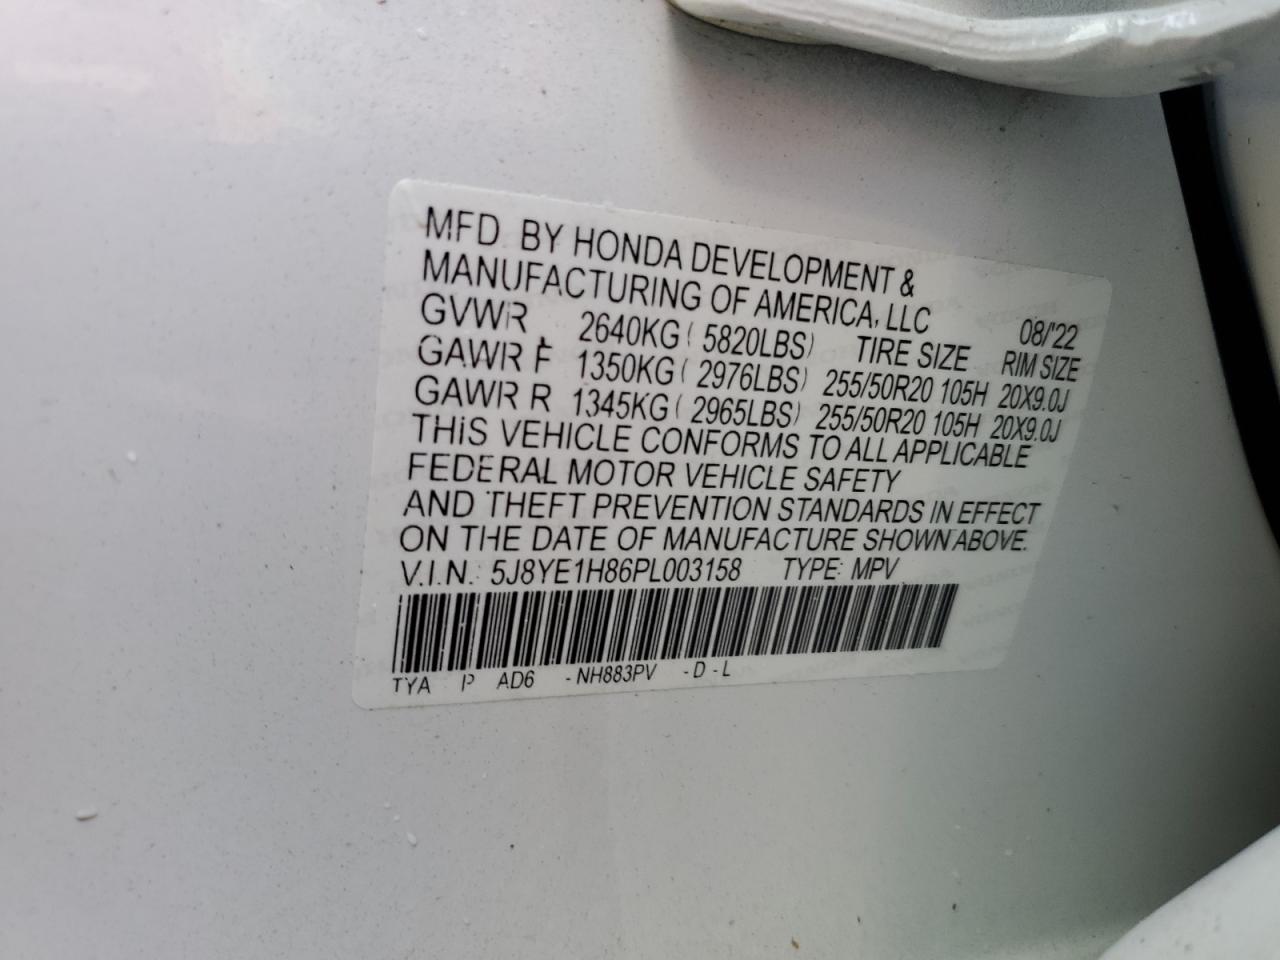 MFD. BY HONDA DEVELOPMENT &
MANUFACTURING OF AMERICA, LLC 08/'22
GVWR 2640KG ( 5820LBS) TIRE SIZE RIM SIZE
GAWR F 1350KG ( 2976LBS) 255/50R20 105H 20X9.0J
GAWR R 1345KG ( 2965LBS) 255/50R20 105H 20X9.0J
THIS VEHICLE CONFORMS TO ALL APPLICABLE
FEDERAL MOTOR VEHICLE SAFETY
AND THEFT PREVENTION STANDARDS IN EFFECT
ON THE DATE OF MANUFACTURE SHOWN ABOVE.
V.I.N.: 5J8YE1H86PL003158 TYPE: MPV
TYA P AD6 -NH883PV -D -L